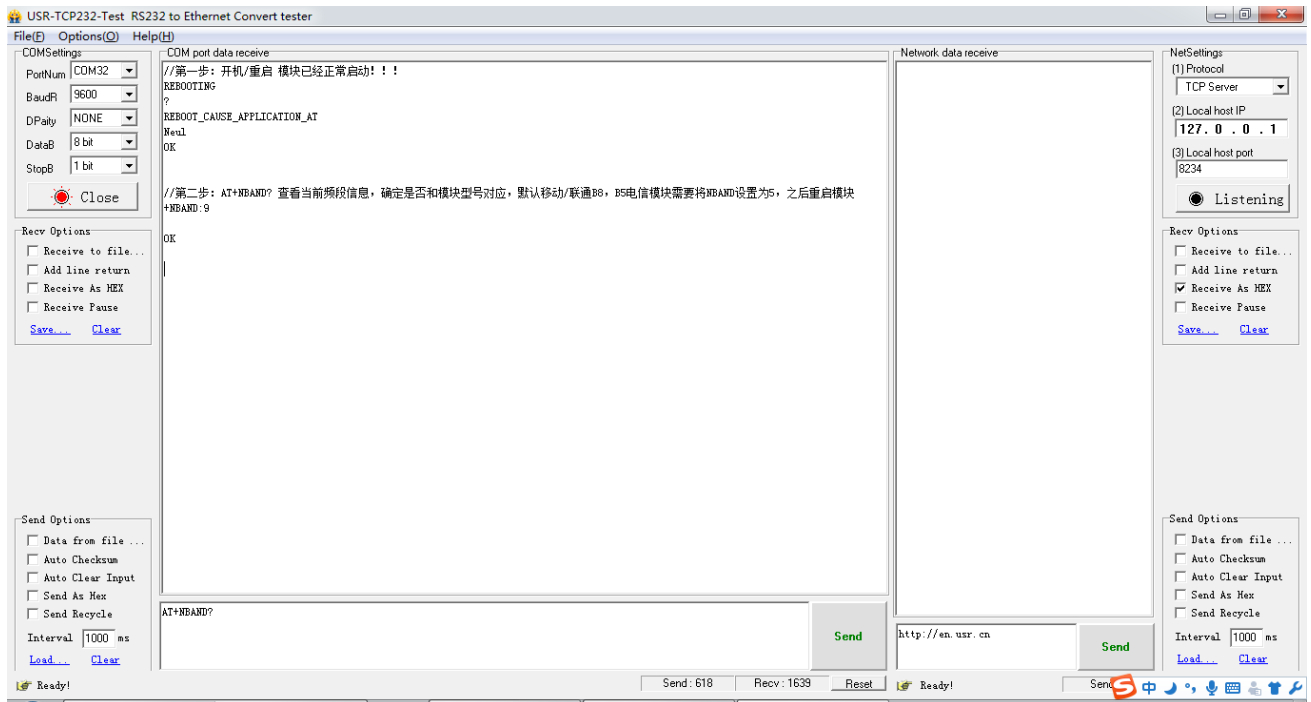 USR-TCP232-Test RS232 to Ethernet Convert tester
File(F) Options(O) Help(H)
COMSettings
PortNum COM32
BaudR 9600
DPaity NONE
DataB 8 bit
StopB 1 bit
Close
Recv Options
Receive to file...
Add line return
Receive As HEX
Receive Pause
Save... Clear
Send Options
Data from file ...
Auto Checksum
Auto Clear Input
Send As Hex
Send Recycle
Interval 1000 ms
Load... Clear
Ready!
COM port data receive
//第一步：开机/重启 模块已经正常启动！！！
REBOOTING
?
REBOOT_CAUSE_APPLICATION_AT
Neul
OK
//第二步：AT+NBAND? 查看当前频段信息，确定是否和模块型号对应，默认移动/联通B8，B5电信模块需要将NBAND设置为5，之后重启模块
+NBAND:9
OK
AT+NBAND?
Send
Send : 618 Recv : 1639 Reset
Network data receive
http://en.usr.cn
Send
Ready!
Send
NetSettings
(1) Protocol
TCP Server
(2) Local host IP
127. 0 . 0 . 1
(3) Local host port
8234
Listening
Recv Options
Receive to file...
Add line return
Receive As HEX
Receive Pause
Save... Clear
Send Options
Data from file ...
Auto Checksum
Auto Clear Input
Send As Hex
Send Recycle
Interval 1000 ms
Load... Clear
S 中